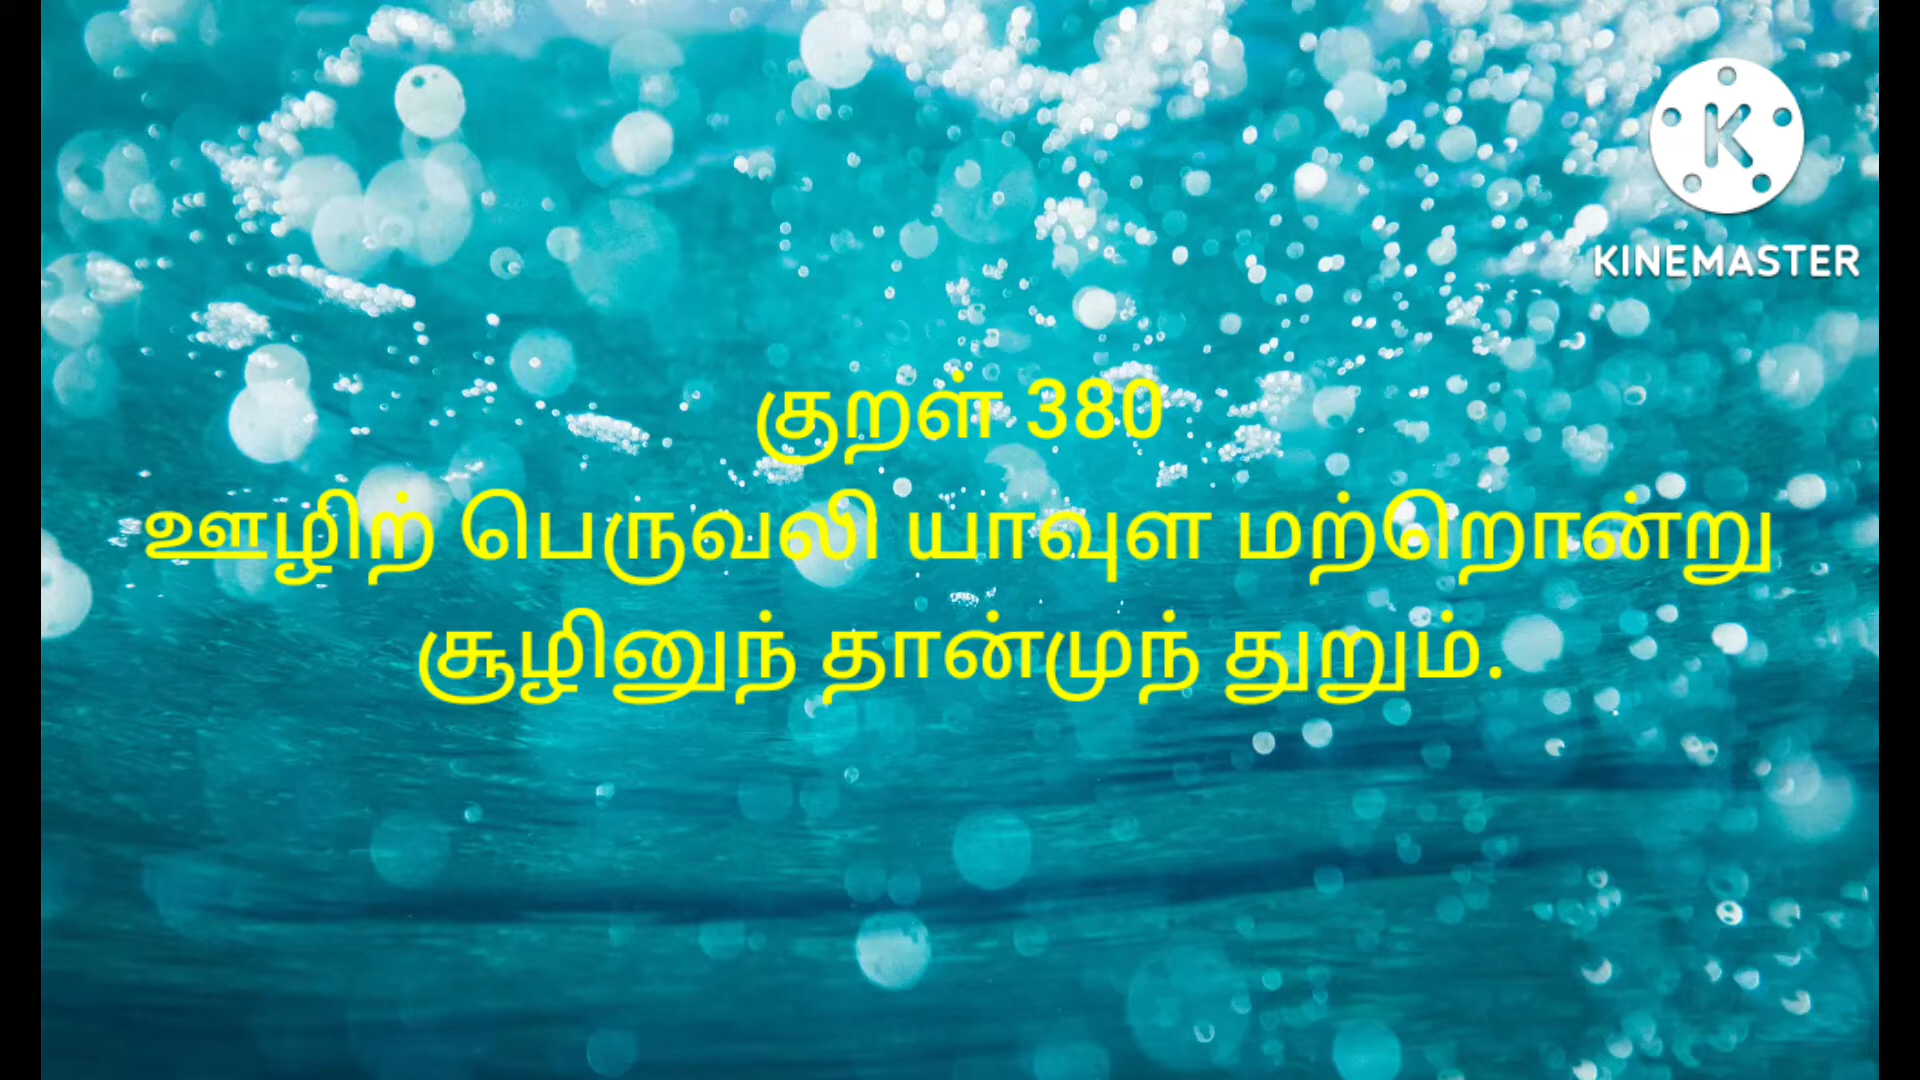 KINEMASTER
குறள் 380
ஊழிற் பெருவலி யாவுள மற்றொன்று
சூழினுந் தான்முந் துறும்.